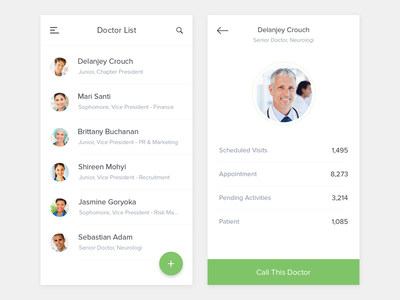 Doctor List
Delanjey Crouch
Junior, Chapter President
Mari Santi
Sophomore, Vice President - Finance
Brittany Buchanan
Junior, Vice President - PR & Marketing
Shireen Mohyi
Junior, Vice President - Recruitment
Jasmine Goryoka
Sophomore, Vice President - Risk Me...
Sebastian Adam
Senior Doctor, Neurologi
+
Delanjey Crouch
Senior Doctor, Neurologi
Scheduled Visits 1,495
Appointment 8,273
Pending Activities 3,214
Patient 1,085
Call This Doctor